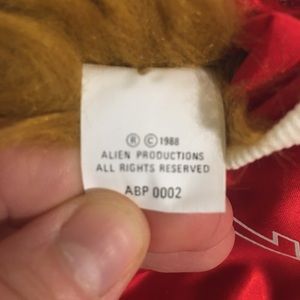 ® © 1988
ALIEN PRODUCTIONS
ALL RIGHTS RESERVED
ABP 0002